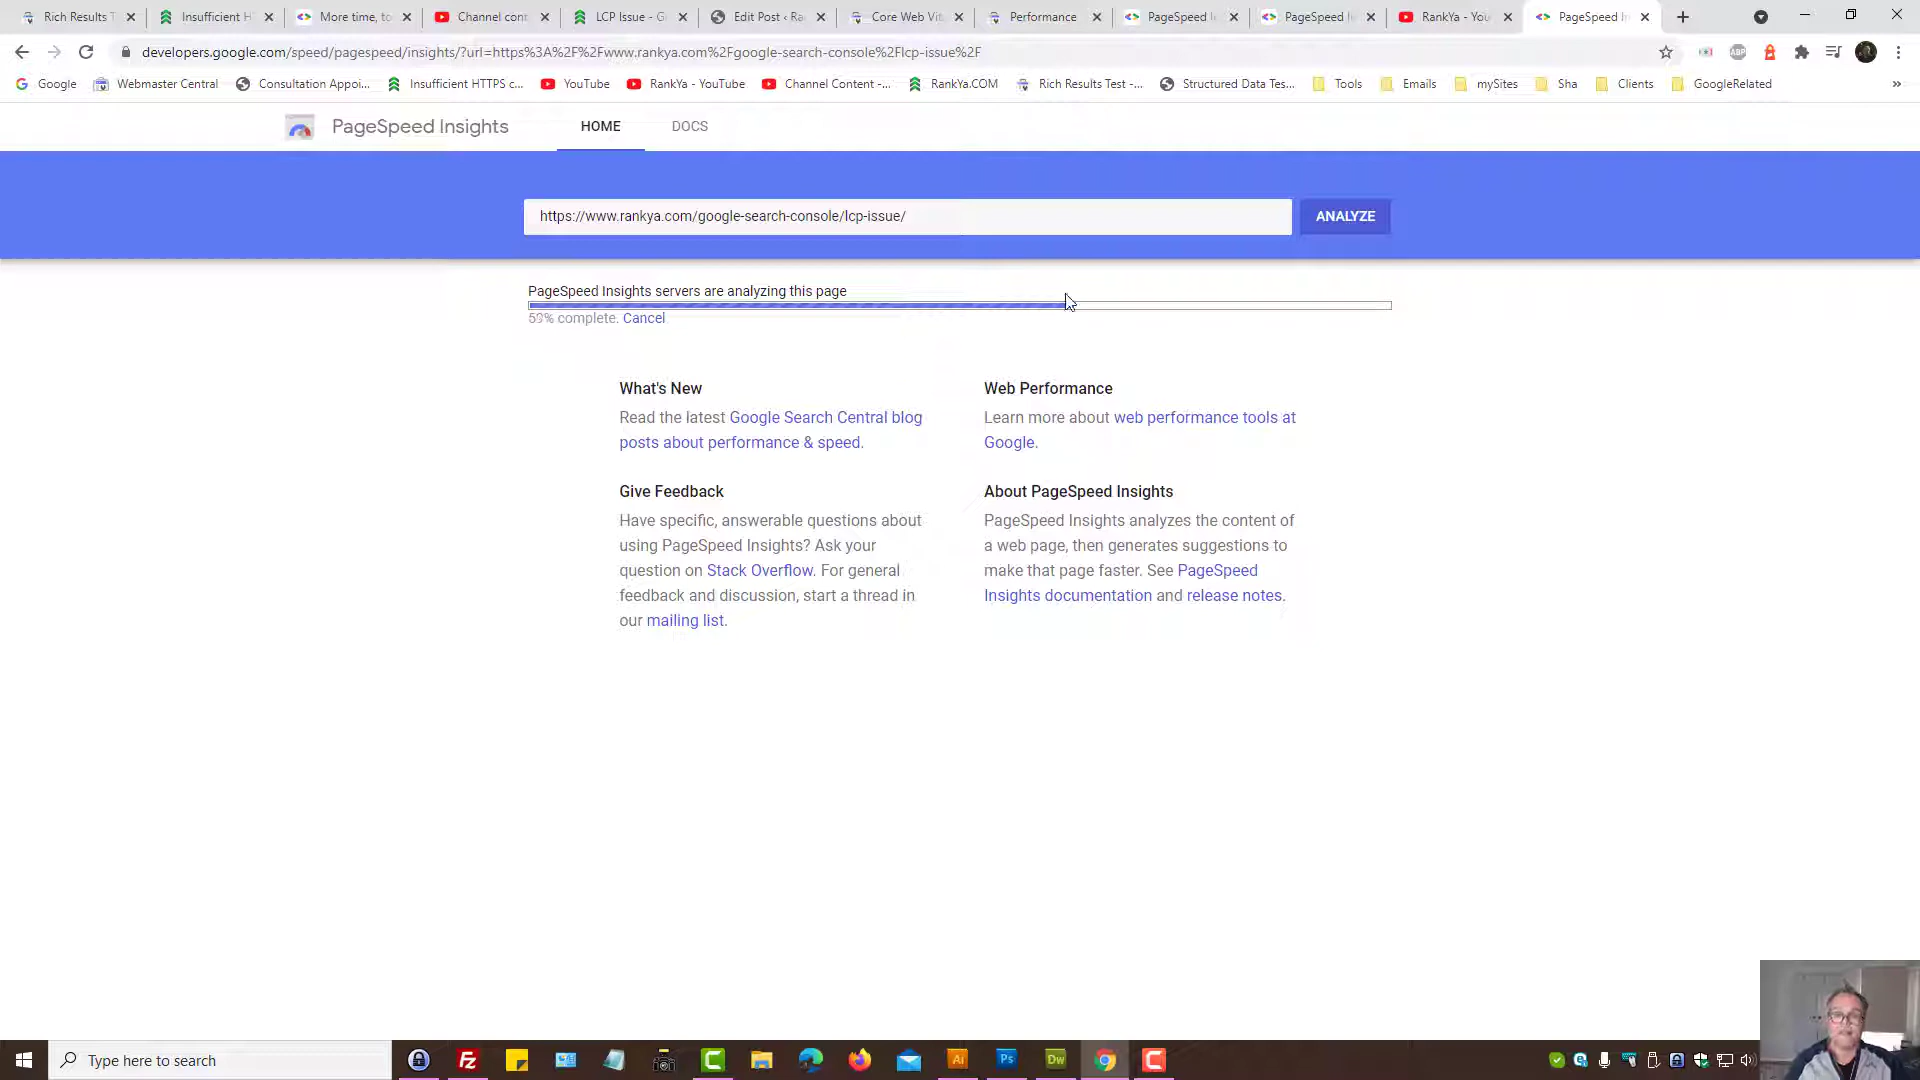 Rich Results T
Insufficient H
More time, to
Channel cont
LCP Issue - G
Edit Post ‹ Ra
Core Web Vit
Performance
PageSpeed In
PageSpeed In
RankYa - You
PageSpeed In
developers.google.com/speed/pagespeed/insights/?url=https%3A%2F%2Fwww.rankya.com%2Fgoogle-search-console%2Flcp-issue%2F
ABP
Google
Webmaster Central
Consultation Appoi...
Insufficient HTTPS c...
YouTube
RankYa - YouTube
Channel Content -...
RankYa.COM
Rich Results Test -...
Structured Data Tes...
Tools
Emails
mySites
Sha
Clients
GoogleRelated
PageSpeed Insights
HOME
DOCS
https://www.rankya.com/google-search-console/lcp-issue/
ANALYZE
PageSpeed Insights servers are analyzing this page
% complete. Cancel
What's New
Read the latest Google Search Central blog
posts about performance & speed.
Web Performance
Learn more about web performance tools at
Google.
Give Feedback
Have specific, answerable questions about
using PageSpeed Insights? Ask your
question on Stack Overflow. For general
feedback and discussion, start a thread in
our mailing list.
About PageSpeed Insights
PageSpeed Insights analyzes the content of
a web page, then generates suggestions to
make that page faster. See PageSpeed
Insights documentation and release notes.
Type here to search
Fz
Ai
Ps
Dw